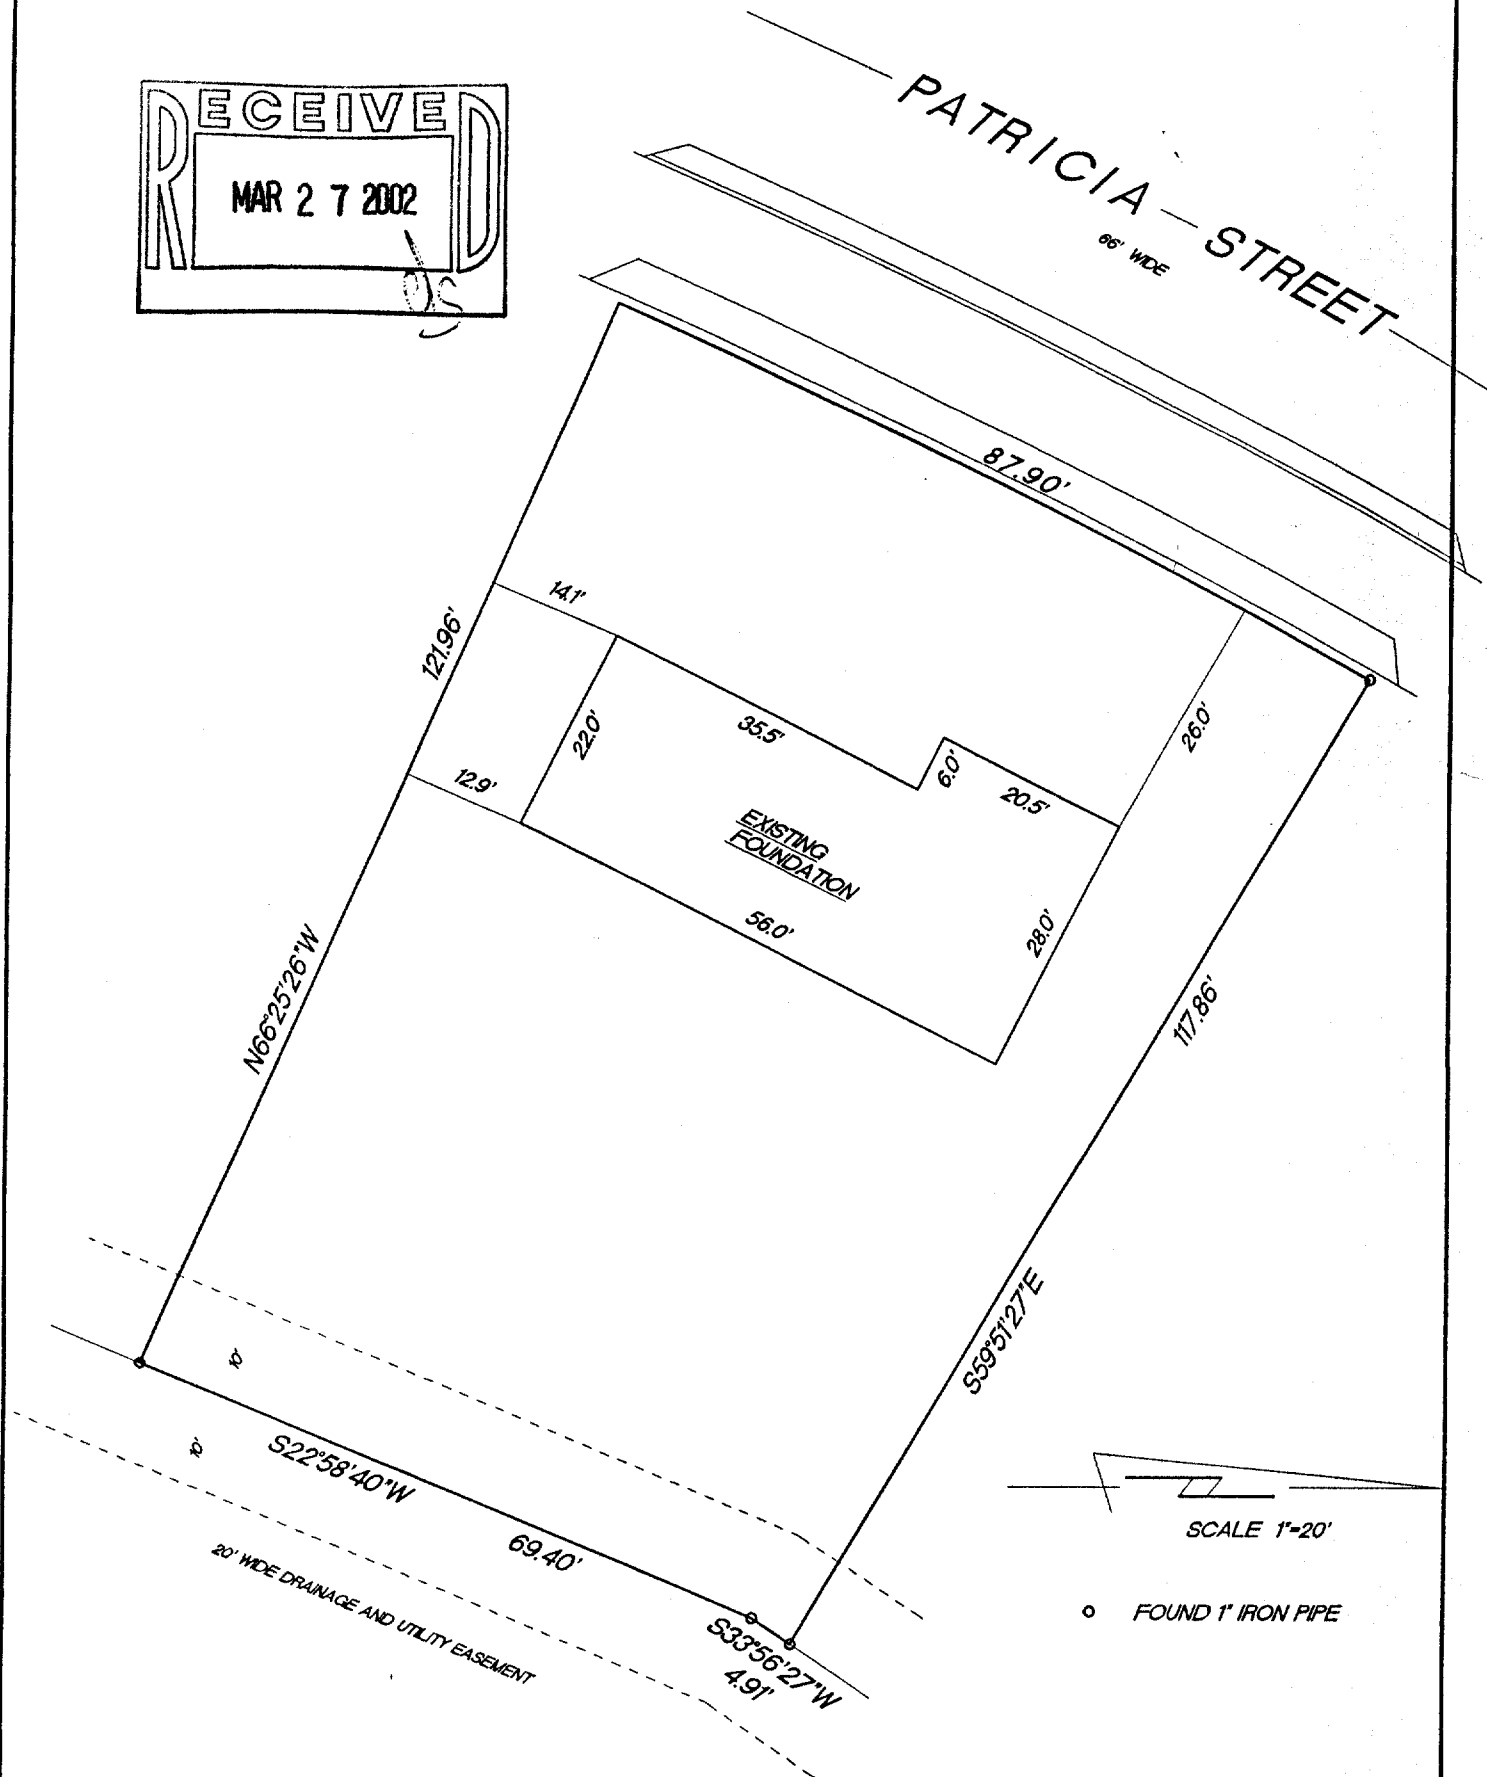 RECEIVED
MAR 27 2002
PATRICIA STREET
66' WIDE
87.90'
14.1'
121.96'
22.0'
35.5'
6.0'
20.5'
26.0'
12.9'
EXISTING
FOUNDATION
56.0'
28.0'
N66°25'26"W
117.86'
S59°51'27"E
10'
10'
S22°58'40"W
69.40'
20' WIDE DRAINAGE AND UTILITY EASEMENT
S33°56'27"W
4.91'
SCALE 1"=20'
FOUND 1" IRON PIPE